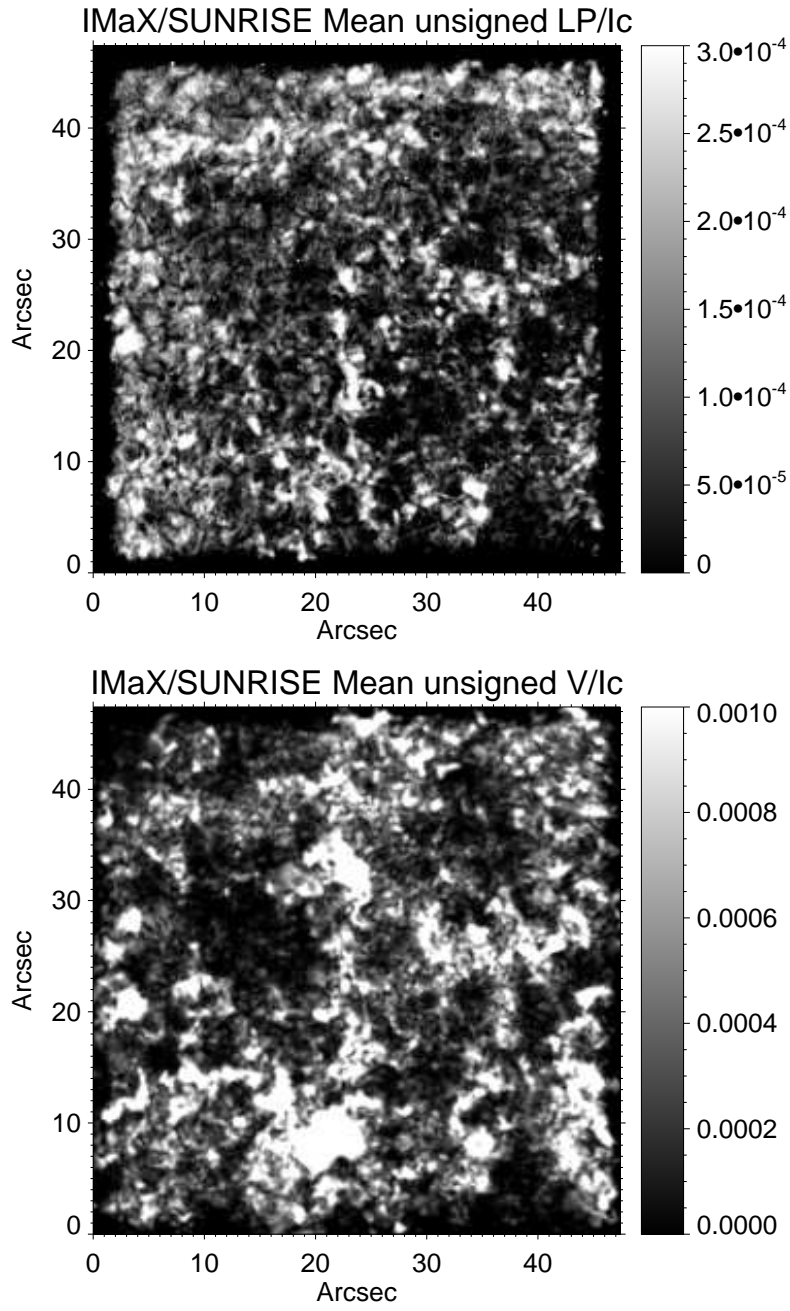 IMaX/SUNRISE Mean unsigned LP/Ic
3.0•10⁻⁴
2.5•10⁻⁴
2.0•10⁻⁴
1.5•10⁻⁴
1.0•10⁻⁴
5.0•10⁻⁵
0
40
30
20
10
0
Arcsec
0 10 20 30 40
Arcsec
IMaX/SUNRISE Mean unsigned V/Ic
0.0010
0.0008
0.0006
0.0004
0.0002
0.0000
40
30
20
10
0
Arcsec
0 10 20 30 40
Arcsec